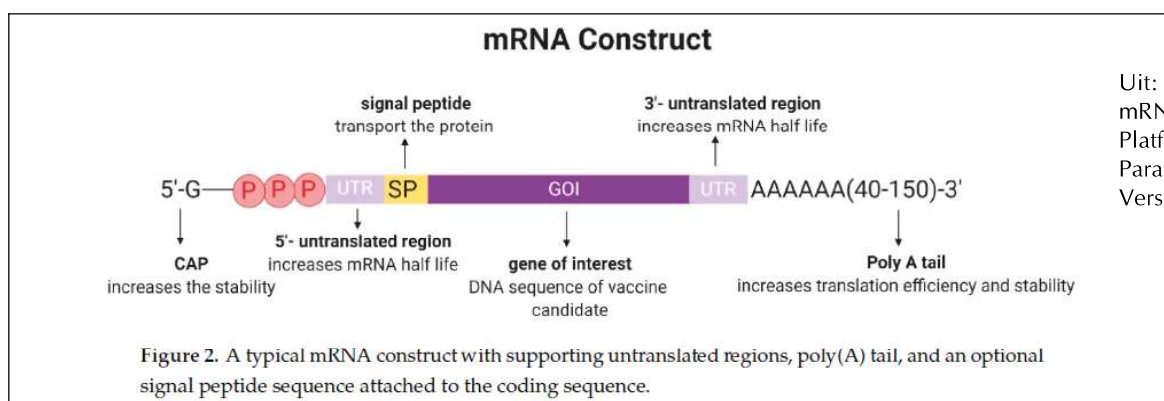 mRNA Construct
signal peptide
transport the protein
3'- untranslated region
increases mRNA half life
5'-G
P P P
UTR
SP
GOI
UTR
AAAAAA(40-150)-3'
CAP
increases the stability
5'- untranslated region
increases mRNA half life
gene of interest
DNA sequence of vaccine
candidate
Poly A tail
increases translation efficiency and stability
Figure 2. A typical mRNA construct with supporting untranslated regions, poly(A) tail, and an optional
signal peptide sequence attached to the coding sequence.
Uit: